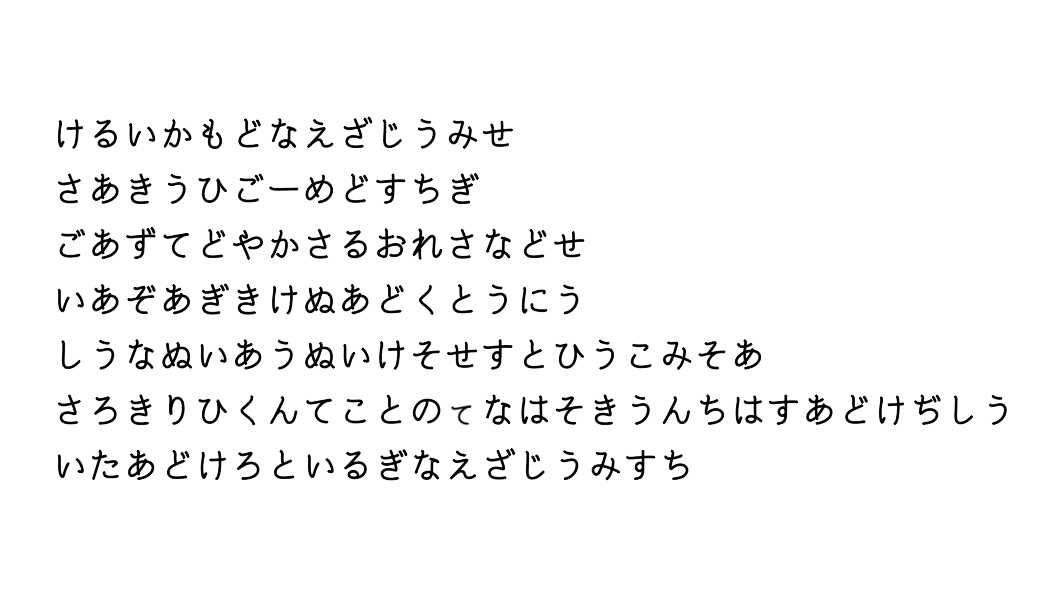 けるいかもどなえざじうみせ
さあきうひごーめどすちぎ
ごあずてどやかさるおれさなどせ
いあぞあぎきけぬあどくとうにう
しうなぬいあうぬいけそせすとひうこみそあ
さろきりひくんてことのてなはそきうんちはすあどけぢしう
いたあどけろといるぎなえざじうみすち